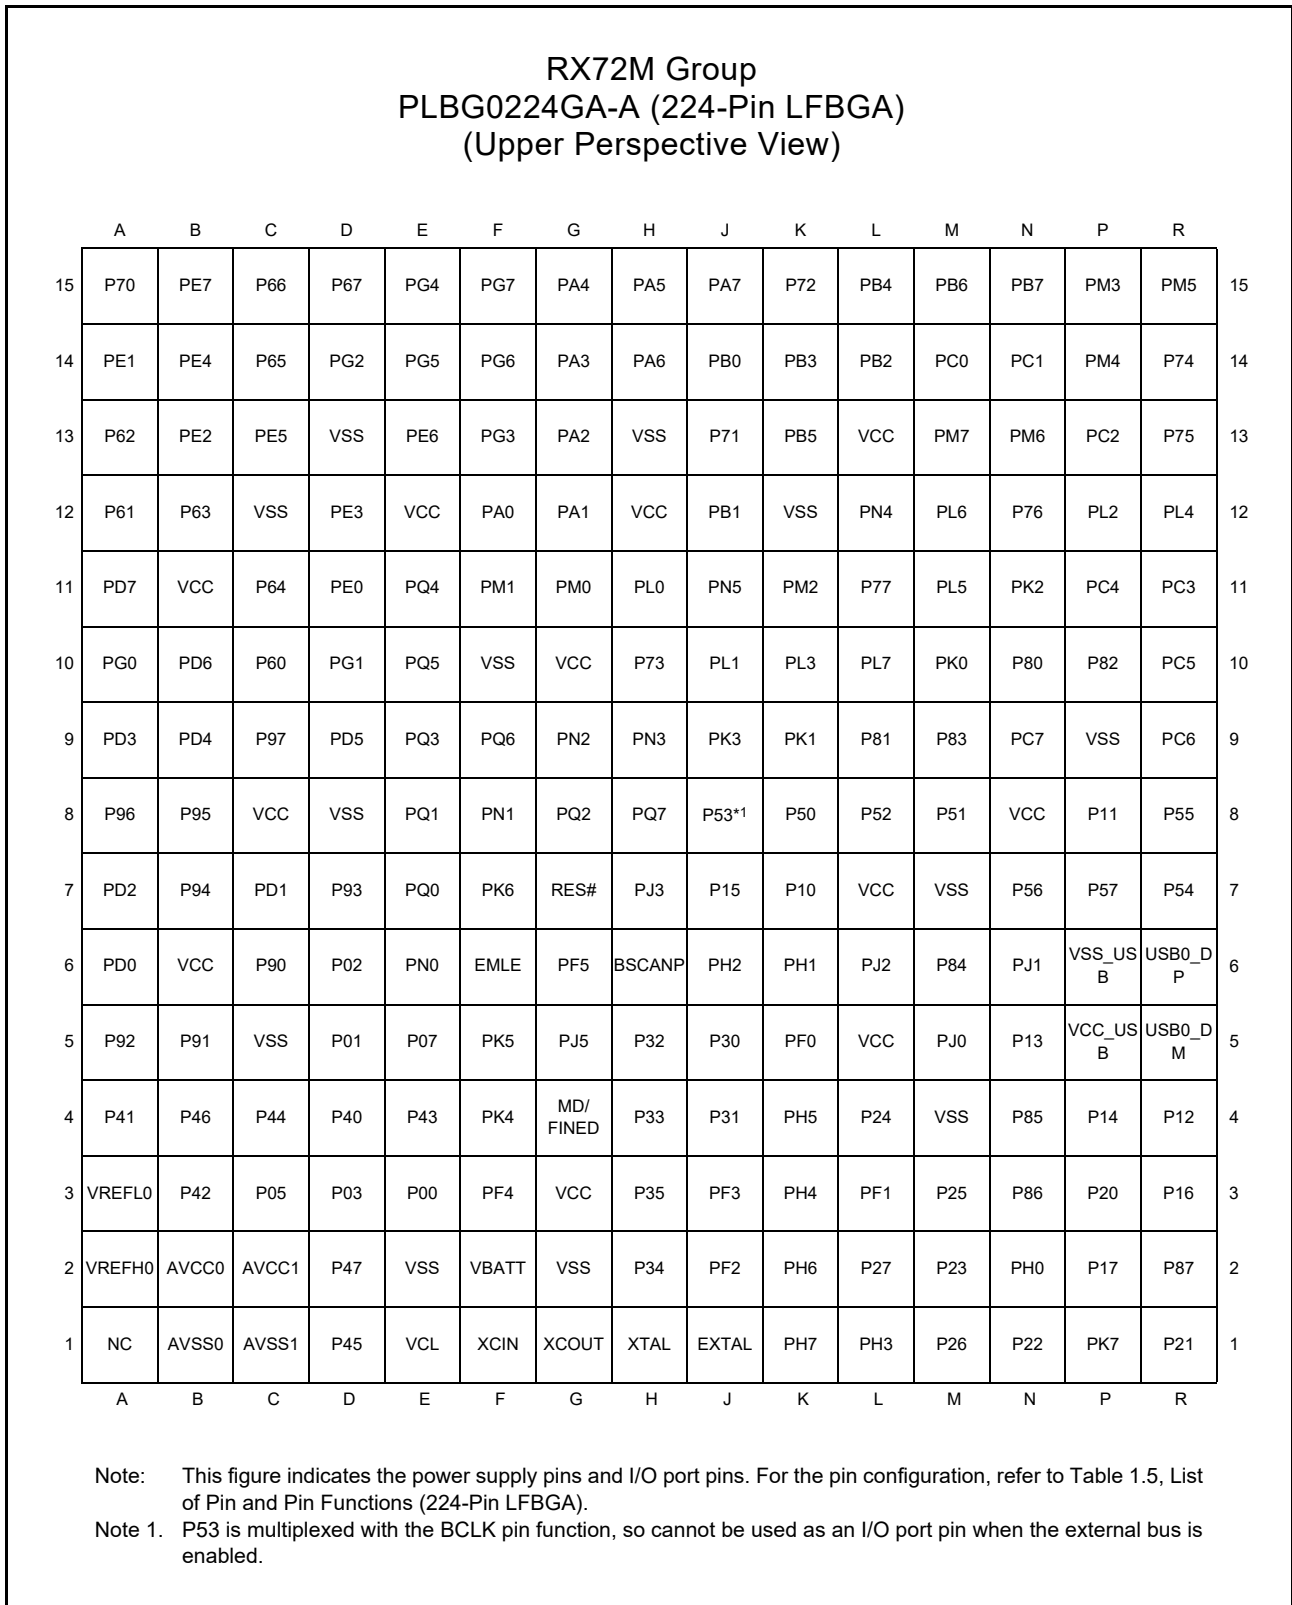 RX72M Group
PLBG0224GA-A (224-Pin LFBGA)
(Upper Perspective View)
A B C D E F G H J K L M N P R
15 P70 PE7 P66 P67 PG4 PG7 PA4 PA5 PA7 P72 PB4 PB6 PB7 PM3 PM5 15
14 PE1 PE4 P65 PG2 PG5 PG6 PA3 PA6 PB0 PB3 PB2 PC0 PC1 PM4 P74 14
13 P62 PE2 PE5 VSS PE6 PG3 PA2 VSS P71 PB5 VCC PM7 PM6 PC2 P75 13
12 P61 P63 VSS PE3 VCC PA0 PA1 VCC PB1 VSS PN4 PL6 P76 PL2 PL4 12
11 PD7 VCC P64 PE0 PQ4 PM1 PM0 PL0 PN5 PM2 P77 PL5 PK2 PC4 PC3 11
10 PG0 PD6 P60 PG1 PQ5 VSS VCC P73 PL1 PL3 PL7 PK0 P80 P82 PC5 10
9 PD3 PD4 P97 PD5 PQ3 PQ6 PN2 PN3 PK3 PK1 P81 P83 PC7 VSS PC6 9
8 P96 P95 VCC VSS PQ1 PN1 PQ2 PQ7 P53*1 P50 P52 P51 VCC P11 P55 8
7 PD2 P94 PD1 P93 PQ0 PK6 RES# PJ3 P15 P10 VCC VSS P56 P57 P54 7
6 PD0 VCC P90 P02 PN0 EMLE PF5 BSCANP PH2 PH1 PJ2 P84 PJ1 VSS_USB USB0_DP 6
5 P92 P91 VSS P01 P07 PK5 PJ5 P32 P30 PF0 VCC PJ0 P13 VCC_USB USB0_DM 5
4 P41 P46 P44 P40 P43 PK4 MD/FINED P33 P31 PH5 P24 VSS P85 P14 P12 4
3 VREFL0 P42 P05 P03 P00 PF4 VCC P35 PF3 PH4 PF1 P25 P86 P20 P16 3
2 VREFH0 AVCC0 AVCC1 P47 VSS VBATT VSS P34 PF2 PH6 P27 P23 PH0 P17 P87 2
1 NC AVSS0 AVSS1 P45 VCL XCIN XCOUT XTAL EXTAL PH7 PH3 P26 P22 PK7 P21 1
A B C D E F G H J K L M N P R
Note: This figure indicates the power supply pins and I/O port pins. For the pin configuration, refer to Table 1.5, List
of Pin and Pin Functions (224-Pin LFBGA).
Note 1. P53 is multiplexed with the BCLK pin function, so cannot be used as an I/O port pin when the external bus is
enabled.